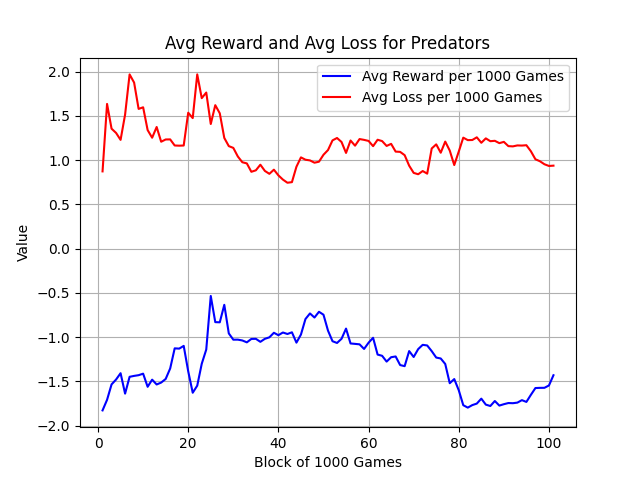 Avg Reward and Avg Loss for Predators
Avg Reward per 1000 Games
Avg Loss per 1000 Games
2.0
1.5
1.0
0.5
0.0
−0.5
−1.0
−1.5
−2.0
Value
0 20 40 60 80 100
Block of 1000 Games